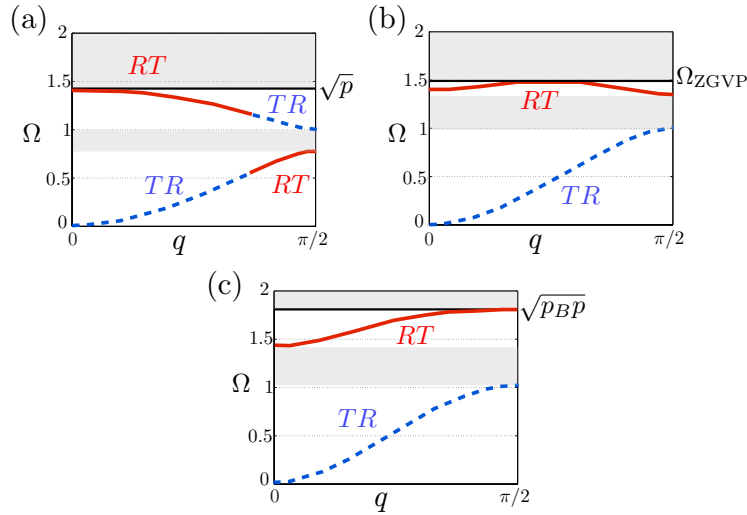 (a)
2
1.5
1
0.5
0
Ω
RT
TR
TR
RT
√p
0
q
π/2
(b)
2
1.5
1
0.5
0
Ω
RT
TR
Ω_ZGVP
0
q
π/2
(c)
2
1.5
1
0.5
0
Ω
RT
TR
√p_B p
0
q
π/2